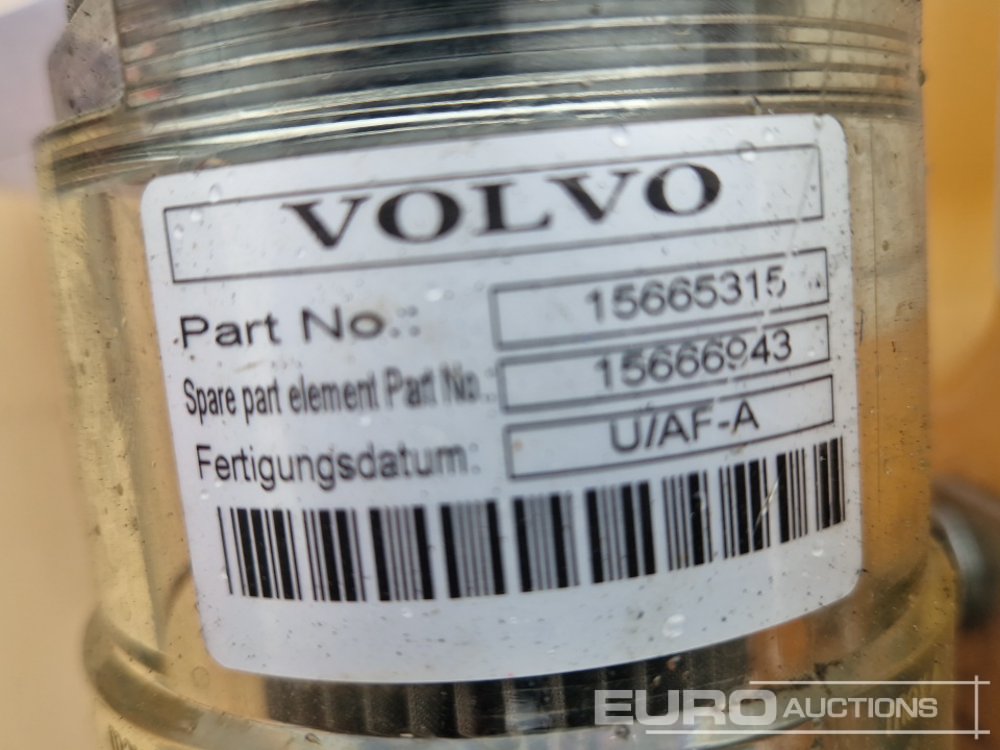 VOLVO
Part No.: 15665315
Spare part element Part No.: 15666943
Fertigungsdatum: U/AF-A
EURO AUCTIONS